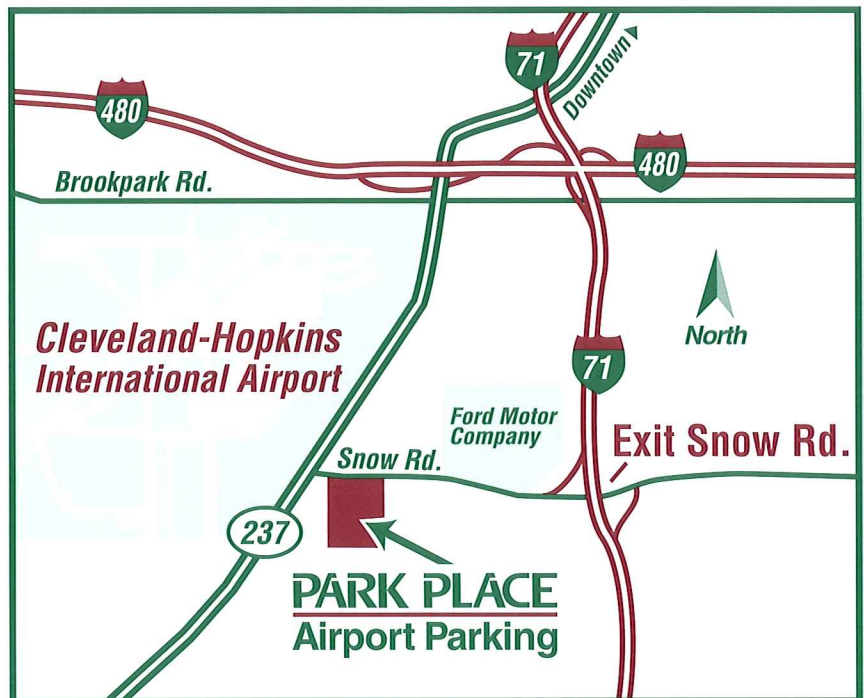 71
Downtown
480
480
Brookpark Rd.
North
Cleveland-Hopkins
International Airport
71
Ford Motor
Company
Exit Snow Rd.
Snow Rd.
237
PARK PLACE
Airport Parking